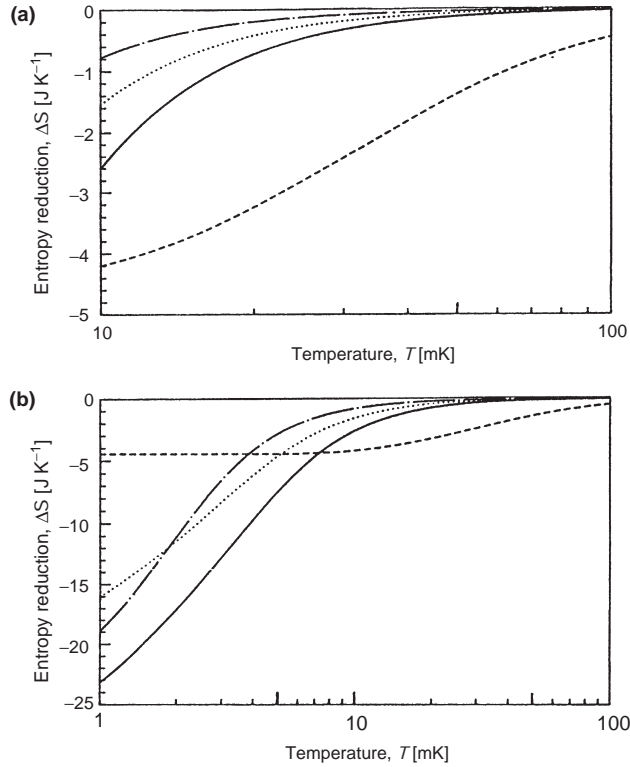 (a)
0
−1
−2
−3
−4
−5
Entropy reduction, ΔS [J K⁻¹]
10
100
Temperature, T [mK]
(b)
0
−5
−10
−15
−20
−25
Entropy reduction, ΔS [J K⁻¹]
1
10
100
Temperature, T [mK]